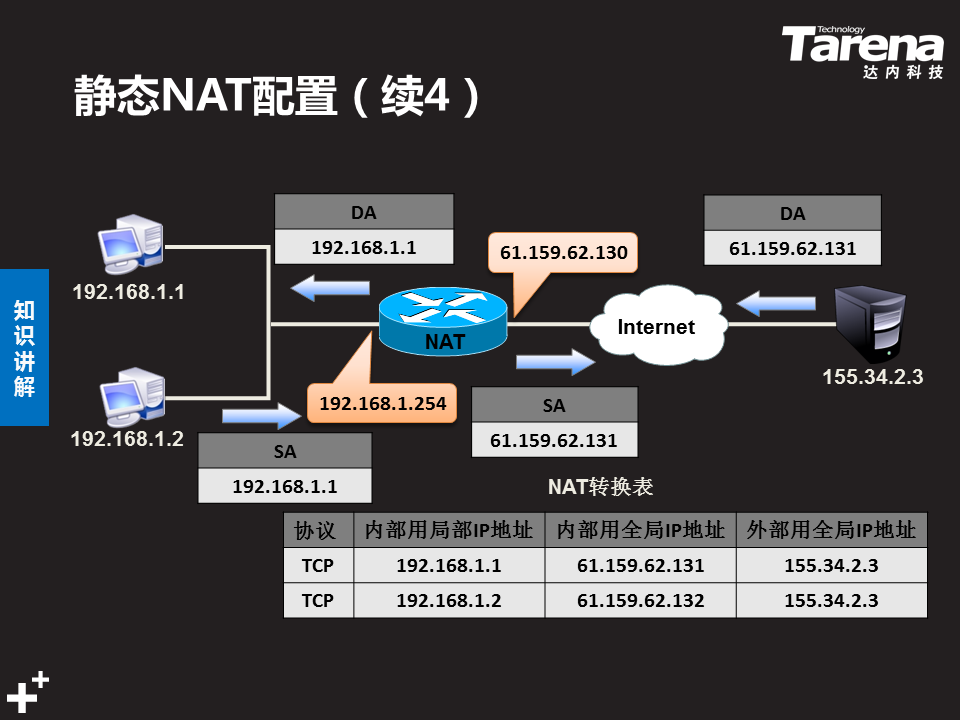 Technology
Tarena
达内科技
静态NAT配置（续4）
知识讲解
DA
192.168.1.1
DA
61.159.62.131
61.159.62.130
192.168.1.1
NAT
Internet
155.34.2.3
192.168.1.254
192.168.1.2
SA
192.168.1.1
SA
61.159.62.131
NAT转换表
协议 内部用局部IP地址 内部用全局IP地址 外部用全局IP地址
TCP 192.168.1.1 61.159.62.131 155.34.2.3
TCP 192.168.1.2 61.159.62.132 155.34.2.3